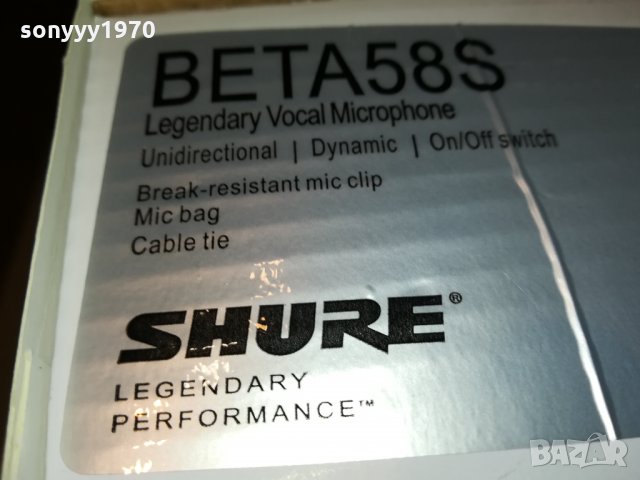 sonyyy1970
BETA58S
Legendary Vocal Microphone
Unidirectional | Dynamic | On/Off switch
Break-resistant mic clip
Mic bag
Cable tie
SHURE®
LEGENDARY
PERFORMANCE™
BAZAR